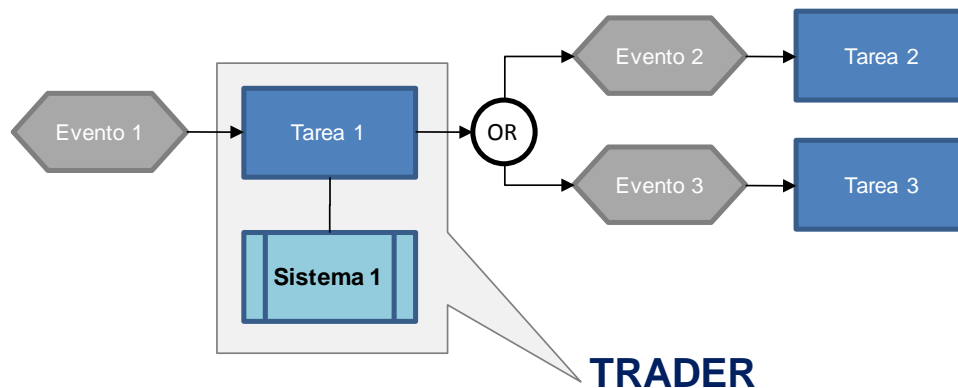 Evento 1
Tarea 1
Sistema 1
OR
Evento 2
Tarea 2
Evento 3
Tarea 3
TRADER